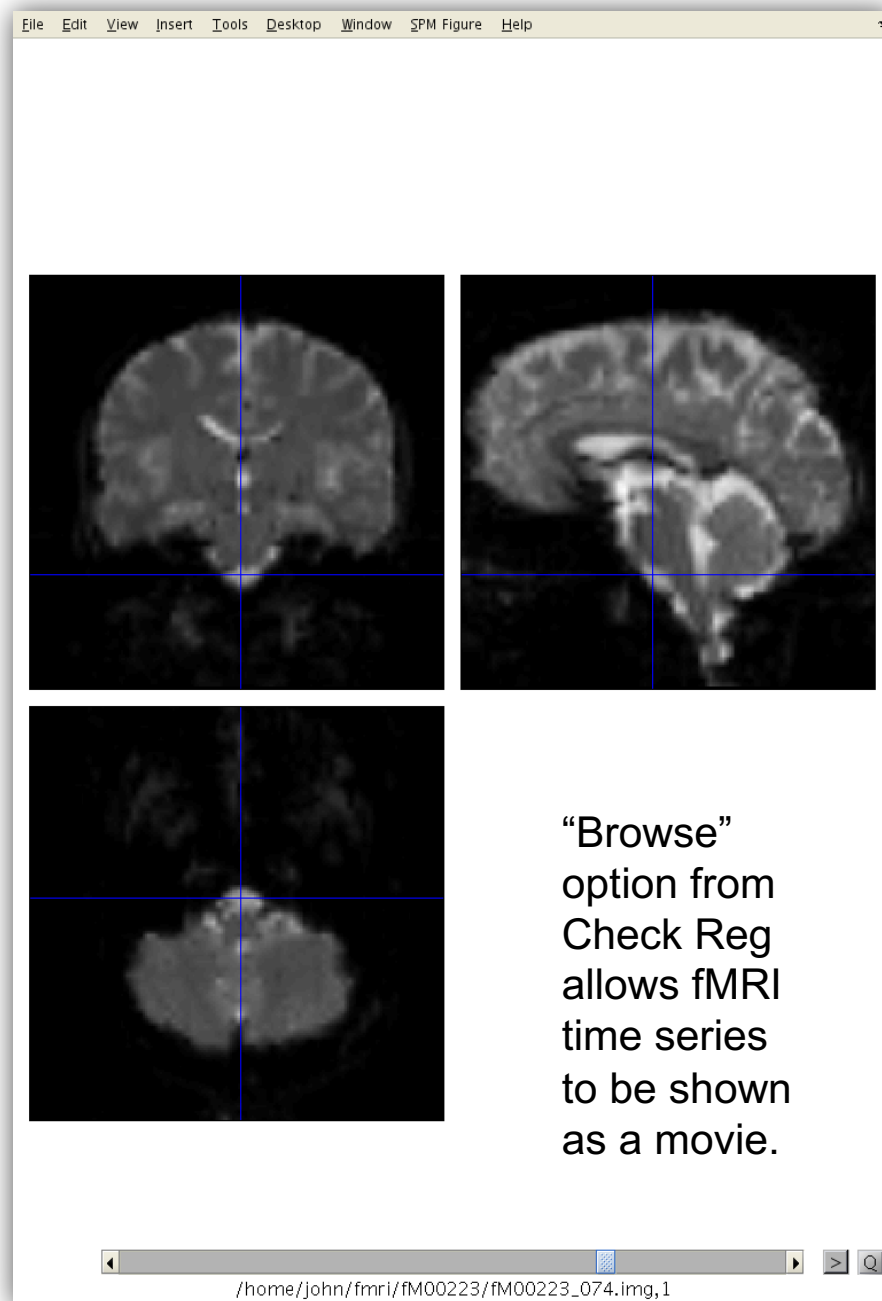 File Edit View Insert Tools Desktop Window SPM Figure Help
“Browse”
option from
Check Reg
allows fMRI
time series
to be shown
as a movie.
> Q
/home/john/fmri/fM00223/fM00223_074.img,1